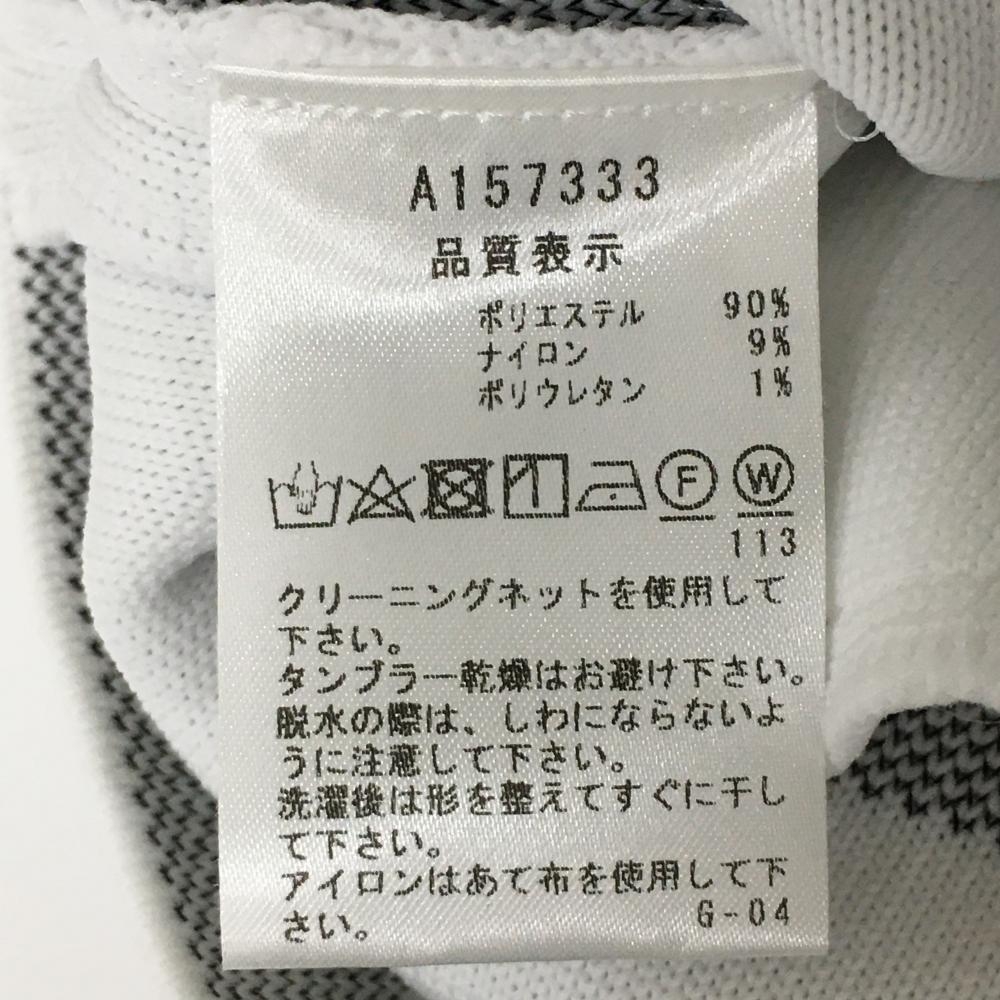 A157333
品質表示
ポリエステル 90%
ナイロン 9%
ポリウレタン 1%
F W
113
クリーニングネットを使用して
下さい。
タンブラー乾燥はお避け下さい。
脱水の際は、しわにならないよ
うに注意して下さい。
洗濯後は形を整えてすぐに干し
て下さい。
アイロンはあて布を使用して下
さい。 G-04